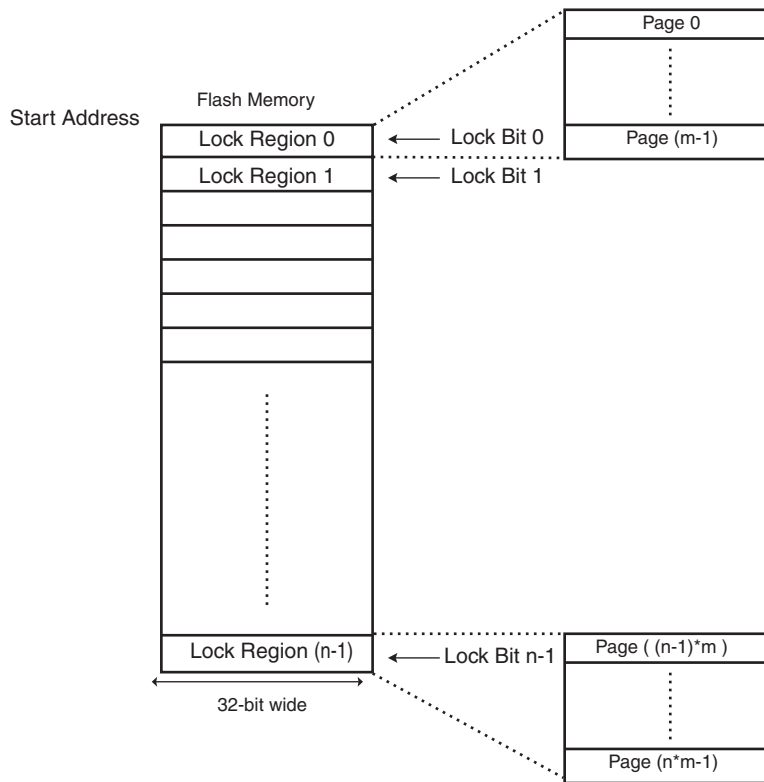 Page 0
Flash Memory
Start Address
Lock Region 0
Lock Bit 0
Page (m-1)
Lock Region 1
Lock Bit 1
Lock Region (n-1)
Lock Bit n-1
Page ( (n-1)*m )
32-bit wide
Page (n*m-1)